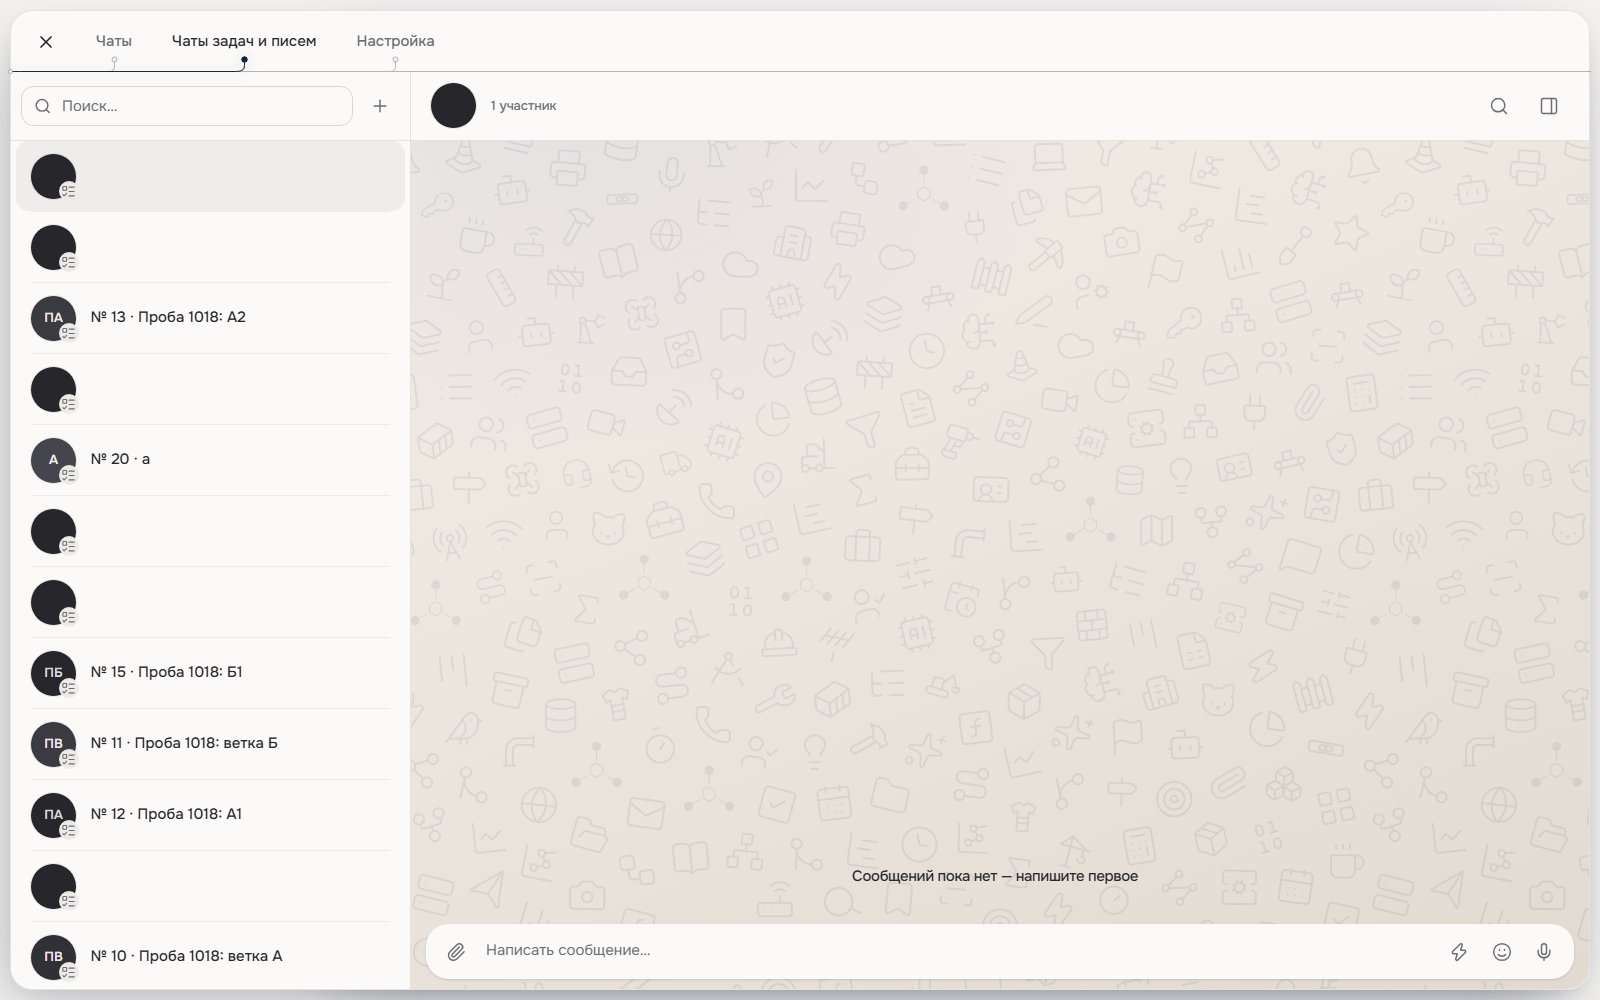 Чаты
Чаты задач и писем
Настройка
Поиск...
1 участник
№ 13 · Проба 1018: А2
ПА
№ 20 · а
А
№ 15 · Проба 1018: Б1
ПБ
№ 11 · Проба 1018: ветка Б
ПВ
№ 12 · Проба 1018: А1
ПА
№ 10 · Проба 1018: ветка А
ПВ
Сообщений пока нет — напишите первое
Написать сообщение...